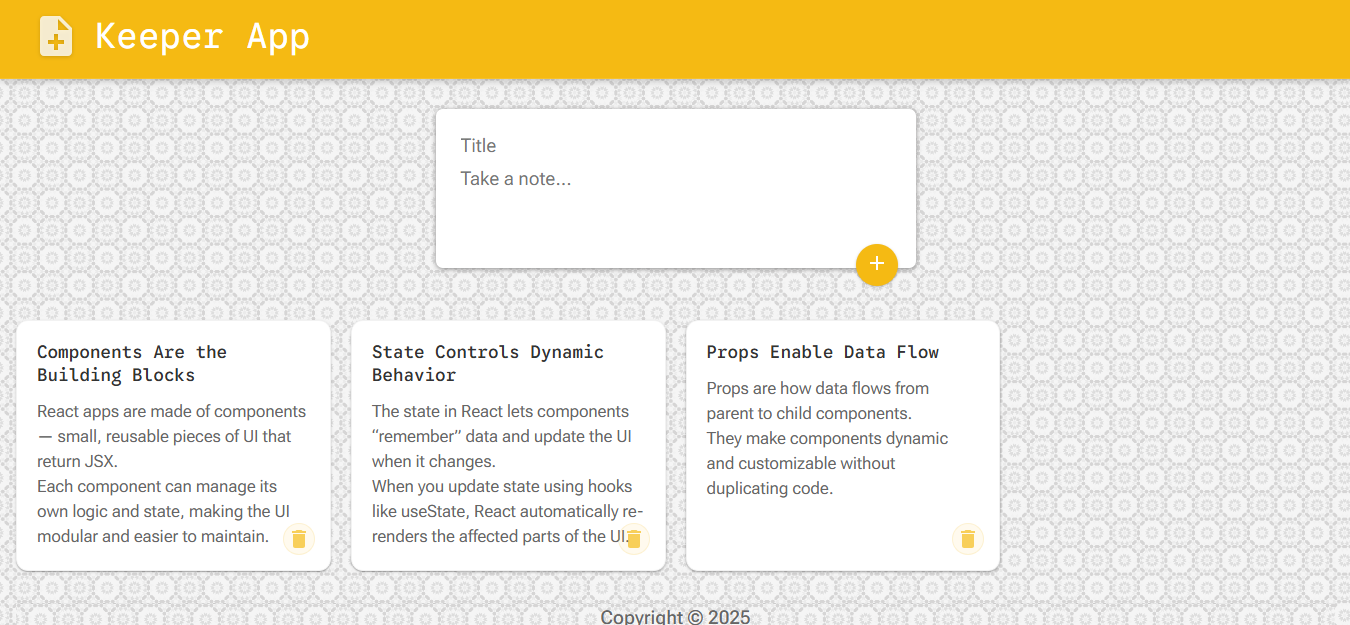 Keeper App
Title
Take a note...
Components Are the
Building Blocks
React apps are made of components
— small, reusable pieces of UI that
return JSX.
Each component can manage its
own logic and state, making the UI
modular and easier to maintain.
State Controls Dynamic
Behavior
The state in React lets components
“remember” data and update the UI
when it changes.
When you update state using hooks
like useState, React automatically re-
renders the affected parts of the UI.
Props Enable Data Flow
Props are how data flows from
parent to child components.
They make components dynamic
and customizable without
duplicating code.
Copyright © 2025